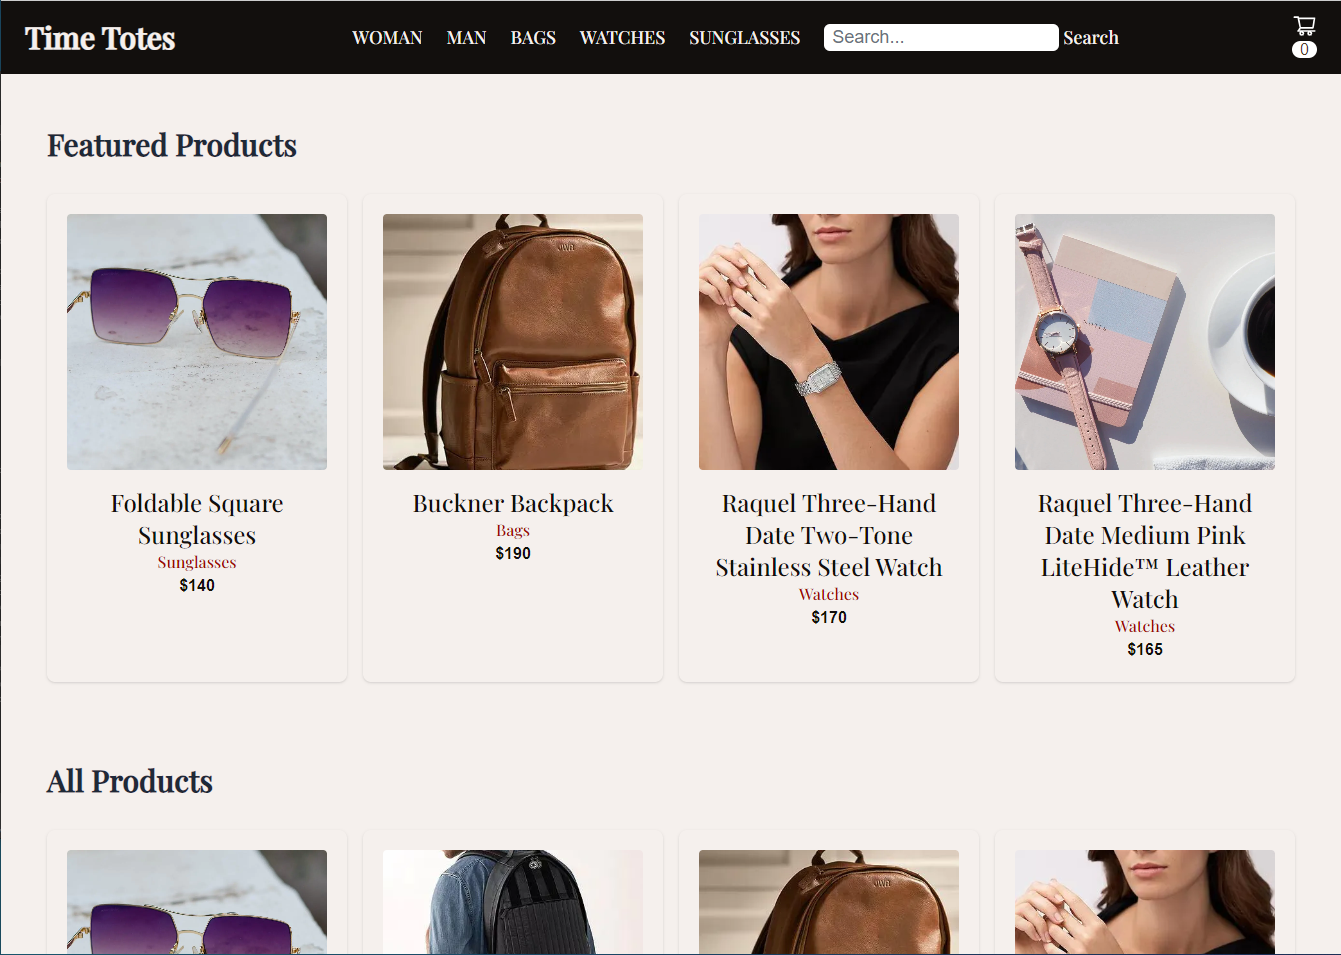 Time Totes
WOMAN MAN BAGS WATCHES SUNGLASSES Search... Search
0
Featured Products
Foldable Square
Sunglasses
Sunglasses
$140
Buckner Backpack
Bags
$190
Raquel Three-Hand
Date Two-Tone
Stainless Steel Watch
Watches
$170
Raquel Three-Hand
Date Medium Pink
LiteHide™ Leather
Watch
Watches
$165
All Products